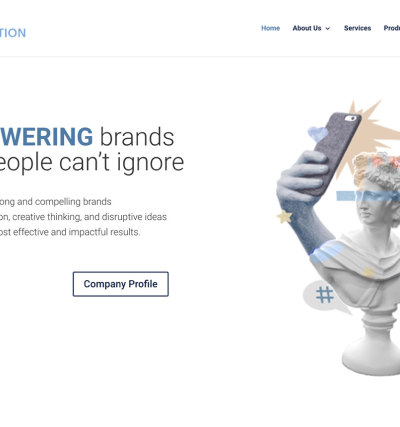 TION
Home About Us Services Prod
WERING brands
eople can't ignore
ong and compelling brands
on, creative thinking, and disruptive ideas
ost effective and impactful results.
Company Profile
#